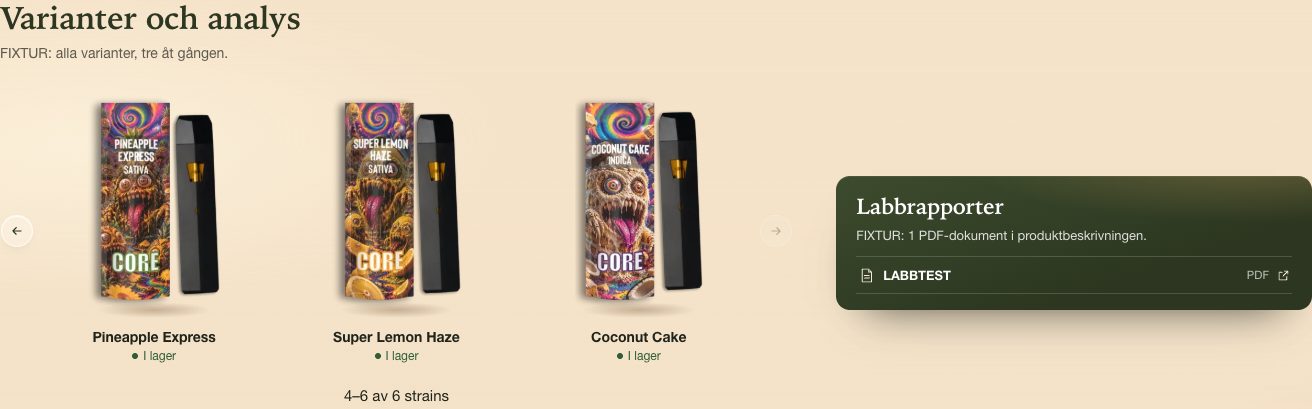 Varianter och analys
FIXTUR: alla varianter, tre åt gången.
PINEAPPLE
EXPRESS
SATIVA
CORE
SUPER LEMON
HAZE
SATIVA
CORE
COCONUT CAKE
INDICA
CORE
Pineapple Express
I lager
Super Lemon Haze
I lager
Coconut Cake
I lager
4–6 av 6 strains
Labbrapporter
FIXTUR: 1 PDF-dokument i produktbeskrivningen.
LABBTEST PDF